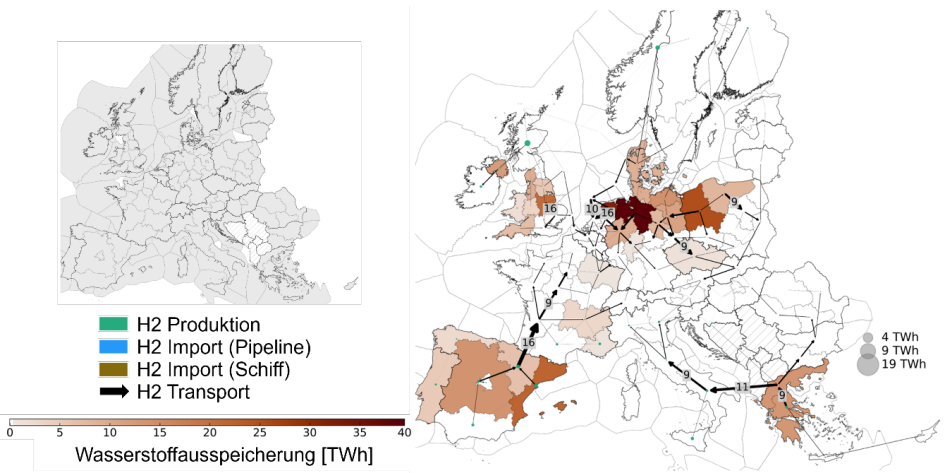 H2 Produktion
H2 Import (Pipeline)
H2 Import (Schiff)
H2 Transport
0 5 10 15 20 25 30 35 40
Wasserstoffausspeicherung [TWh]
16
10
16
9
9
9
16
9
11
9
4 TWh
9 TWh
19 TWh